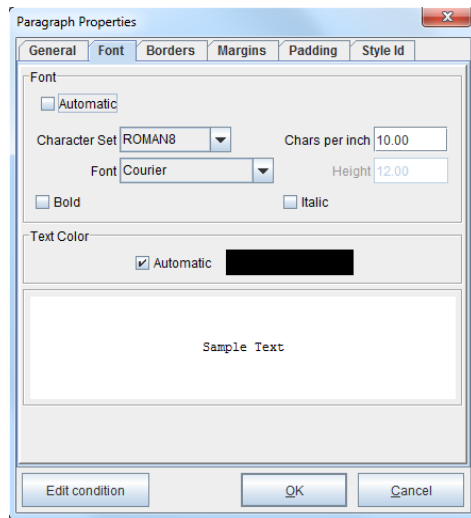 Paragraph Properties
General Font Borders Margins Padding Style Id
Font
Automatic
Character Set ROMAN8 Chars per inch 10.00
Font Courier Height 12.00
Bold Italic
Text Color
Automatic
Sample Text
Edit condition OK Cancel